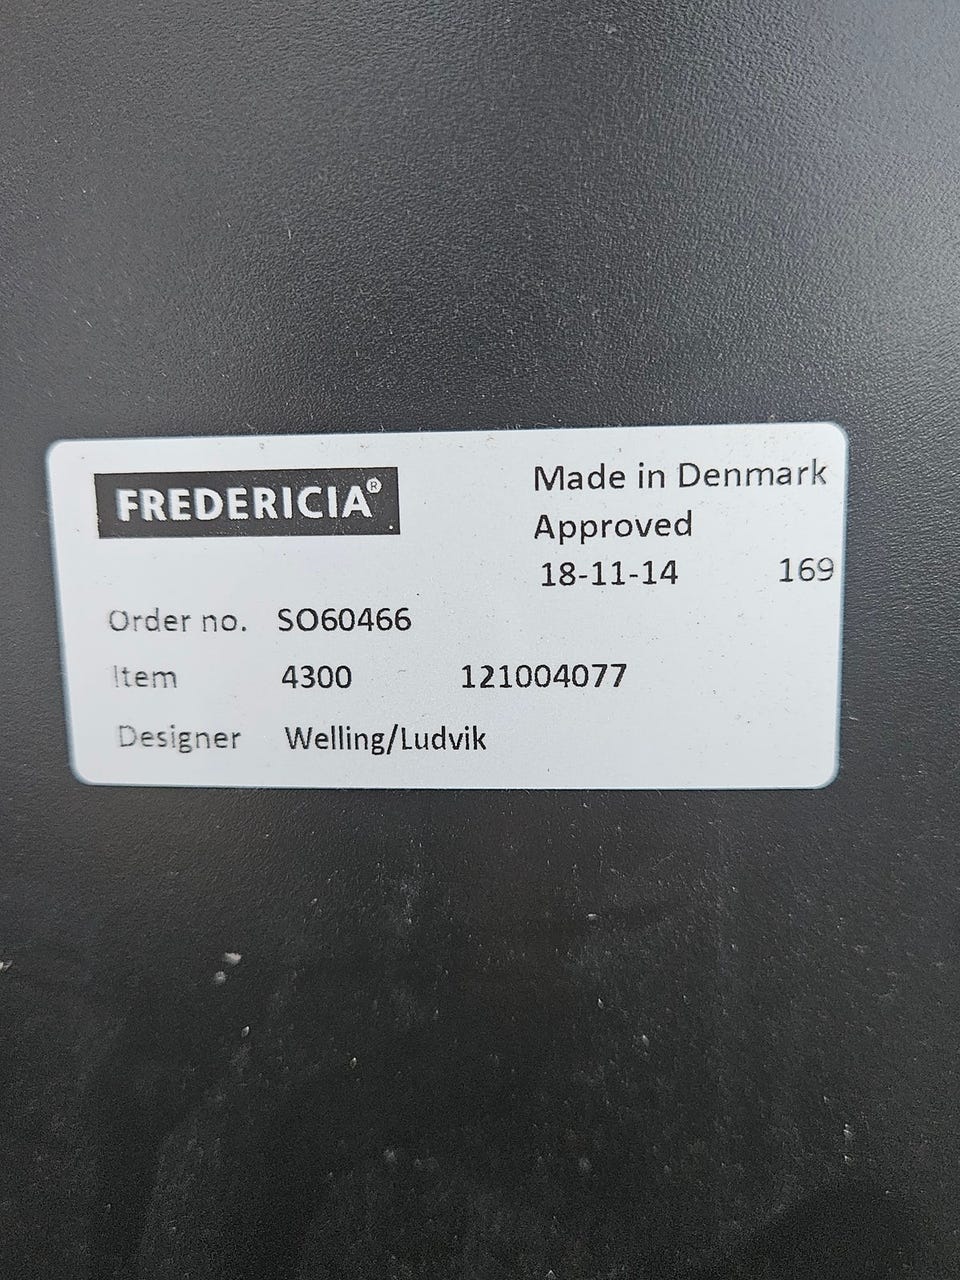 FREDERICIA®
Made in Denmark
Approved
18-11-14 169
Order no. SO60466
Item 4300 121004077
Designer Welling/Ludvik